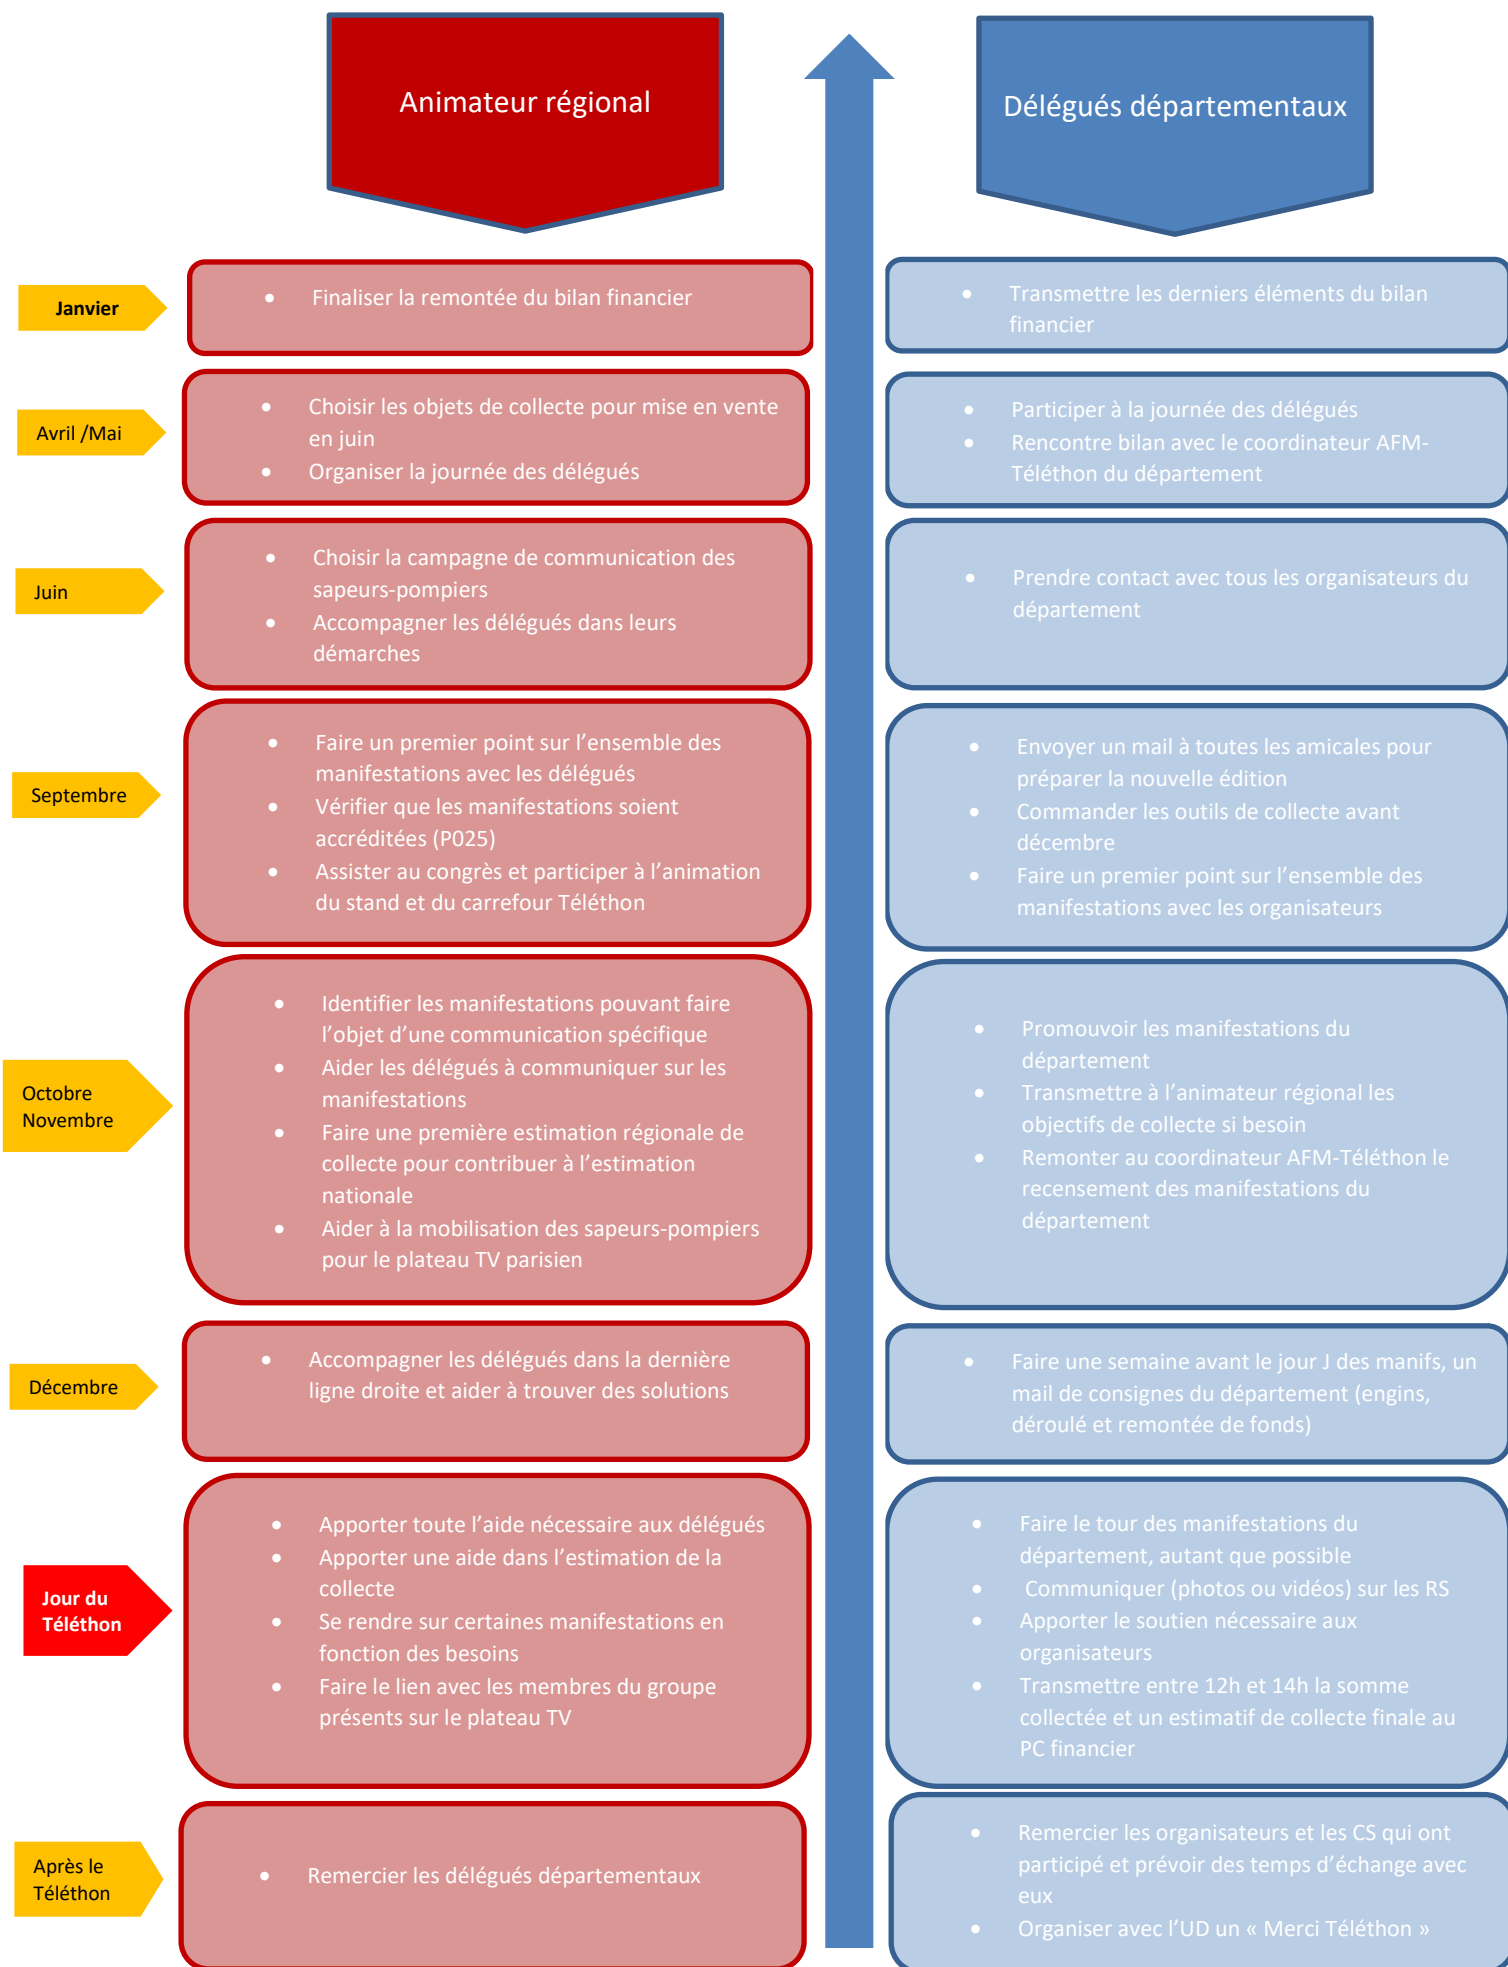 Animateur régional
Délégués départementaux
Janvier
• Finaliser la remontée du bilan financier
• Transmettre les derniers éléments du bilan
financier
Avril /Mai
• Choisir les objets de collecte pour mise en vente
en juin
• Organiser la journée des délégués
• Participer à la journée des délégués
• Rencontre bilan avec le coordinateur AFM-
Téléthon du département
Juin
• Choisir la campagne de communication des
sapeurs-pompiers
• Accompagner les délégués dans leurs
démarches
• Prendre contact avec tous les organisateurs du
département
Septembre
• Faire un premier point sur l’ensemble des
manifestations avec les délégués
• Vérifier que les manifestations soient
accréditées (P025)
• Assister au congrès et participer à l’animation
du stand et du carrefour Téléthon
• Envoyer un mail à toutes les amicales pour
préparer la nouvelle édition
• Commander les outils de collecte avant
décembre
• Faire un premier point sur l’ensemble des
manifestations avec les organisateurs
Octobre
Novembre
• Identifier les manifestations pouvant faire
l’objet d’une communication spécifique
• Aider les délégués à communiquer sur les
manifestations
• Faire une première estimation régionale de
collecte pour contribuer à l’estimation
nationale
• Aider à la mobilisation des sapeurs-pompiers
pour le plateau TV parisien
• Promouvoir les manifestations du
département
• Transmettre à l’animateur régional les
objectifs de collecte si besoin
• Remonter au coordinateur AFM-Téléthon le
recensement des manifestations du
département
Décembre
• Accompagner les délégués dans la dernière
ligne droite et aider à trouver des solutions
• Faire une semaine avant le jour J des manifs, un
mail de consignes du département (engins,
déroulé et remontée de fonds)
Jour du
Téléthon
• Apporter toute l’aide nécessaire aux délégués
• Apporter une aide dans l’estimation de la
collecte
• Se rendre sur certaines manifestations en
fonction des besoins
• Faire le lien avec les membres du groupe
présents sur le plateau TV
• Faire le tour des manifestations du
département, autant que possible
• Communiquer (photos ou vidéos) sur les RS
• Apporter le soutien nécessaire aux
organisateurs
• Transmettre entre 12h et 14h la somme
collectée et un estimatif de collecte finale au
PC financier
Après le
Téléthon
• Remercier les délégués départementaux
• Remercier les organisateurs et les CS qui ont
participé et prévoir des temps d’échange avec
eux
• Organiser avec l’UD un « Merci Téléthon »